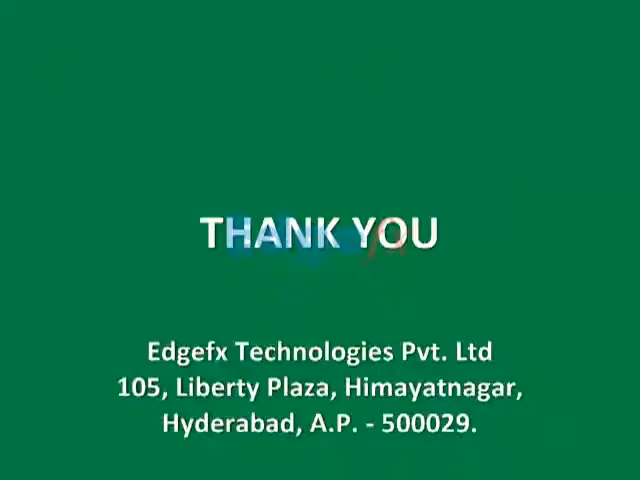 THANK YOU
Edgefx Technologies Pvt. Ltd
105, Liberty Plaza, Himayatnagar,
Hyderabad, A.P. - 500029.